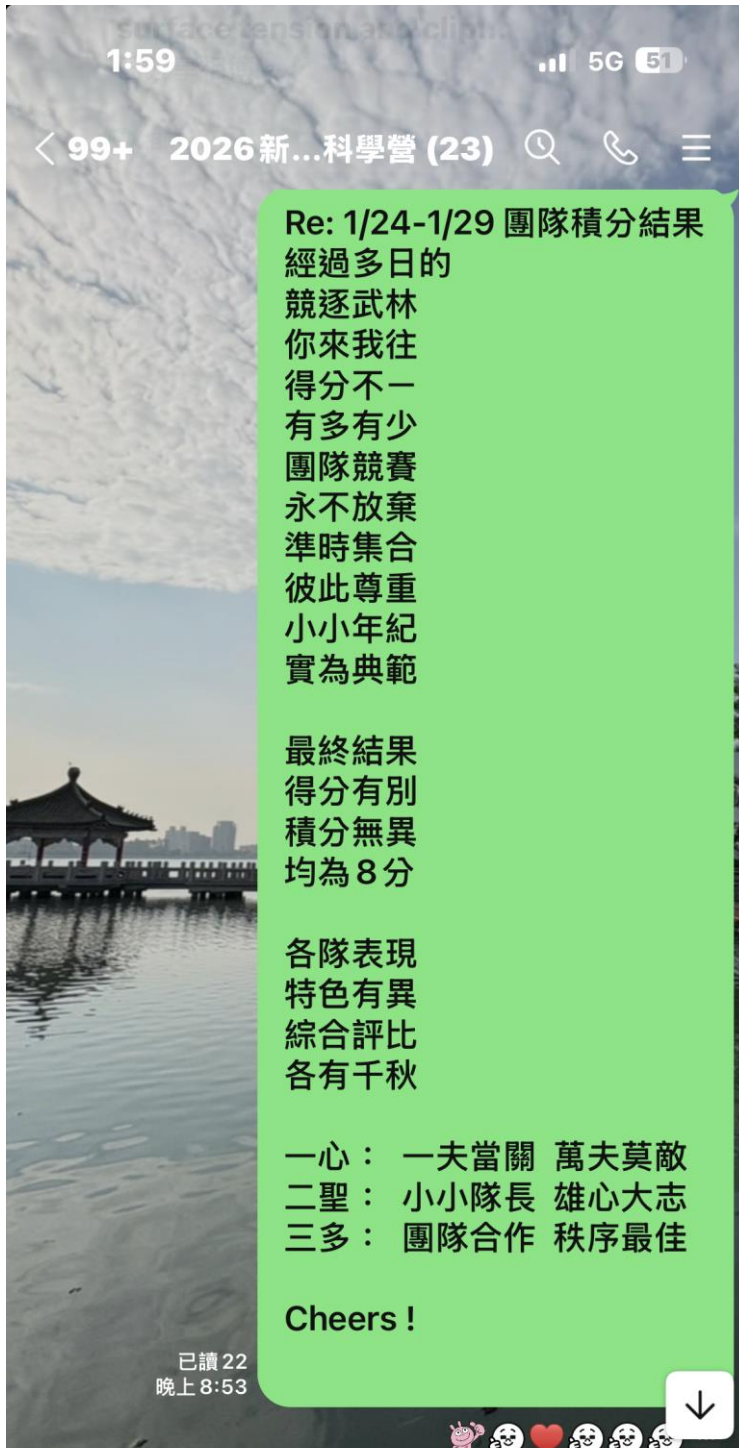 1:59
5G 51
99+ 2026新...科學營 (23)
Re: 1/24-1/29 團隊積分結果
經過多日的
競逐武林
你來我往
得分不一
有多有少
團隊競賽
永不放棄
準時集合
彼此尊重
小小年紀
實為典範
最終結果
得分有別
積分無異
均為8分
各隊表現
特色有異
綜合評比
各有千秋
一心： 一夫當關 萬夫莫敵
二聖： 小小隊長 雄心大志
三多： 團隊合作 秩序最佳
Cheers !
已讀22
晚上8:53